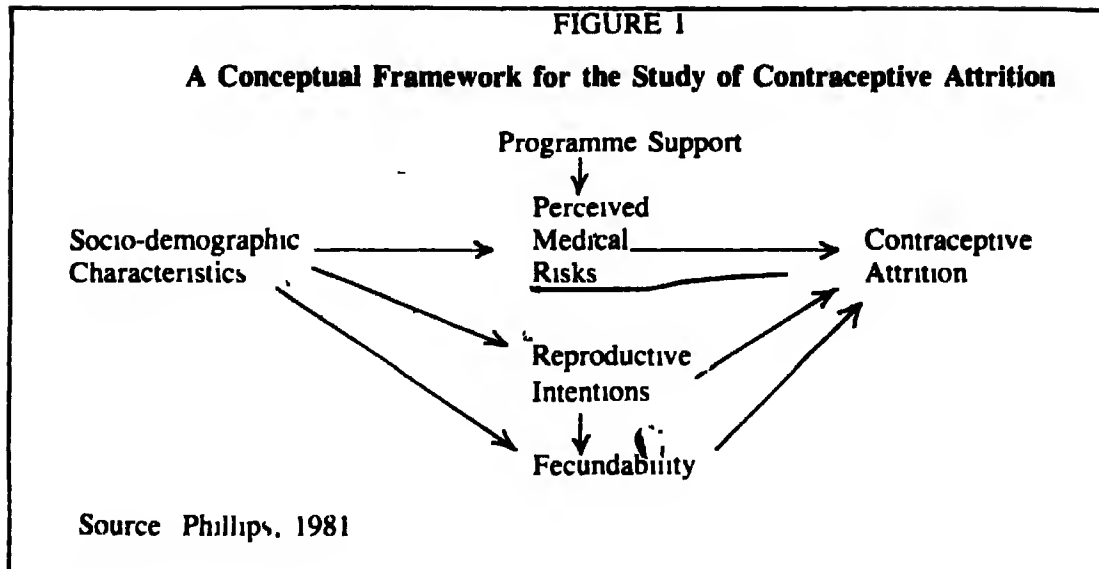 FIGURE 1
A Conceptual Framework for the Study of Contraceptive Attrition
Programme Support
Perceived
Medical
Risks
Socio-demographic
Characteristics
Contraceptive
Attrition
Reproductive
Intentions
Fecundability
Source Phillips, 1981